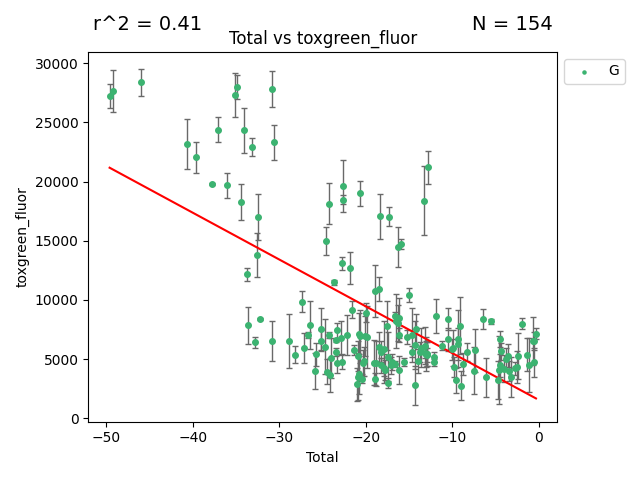 r^2 = 0.41 N = 154
Total vs toxgreen_fluor
G
30000
25000
20000
15000
10000
5000
0
toxgreen_fluor
−50 −40 −30 −20 −10 0
Total